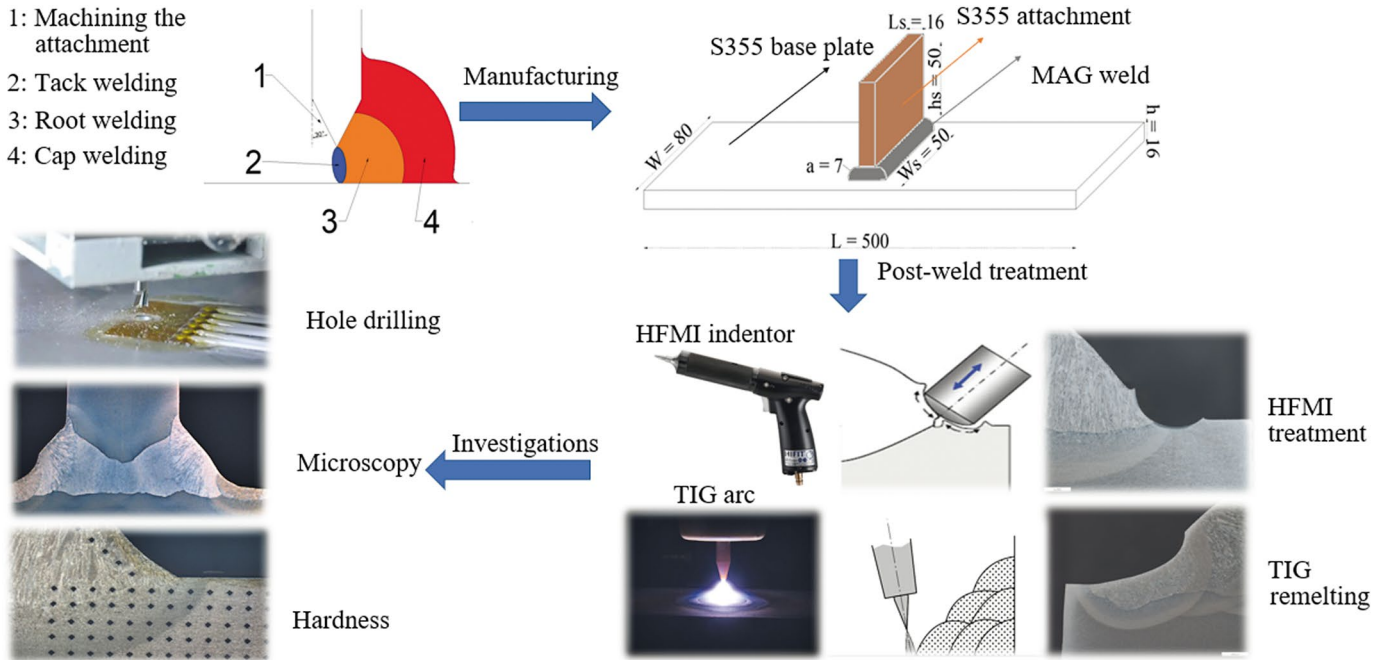 1: Machining the
attachment
2: Tack welding
3: Root welding
4: Cap welding
1
2
3
4
Manufacturing
S355 base plate
Ls = 16
S355 attachment
MAG weld
hs = 50
h = 16
W = 80
a = 7
Ws = 50
L = 500
Post-weld treatment
Hole drilling
HFMI indentor
HFMI
treatment
Investigations
Microscopy
TIG arc
TIG
remelting
Hardness